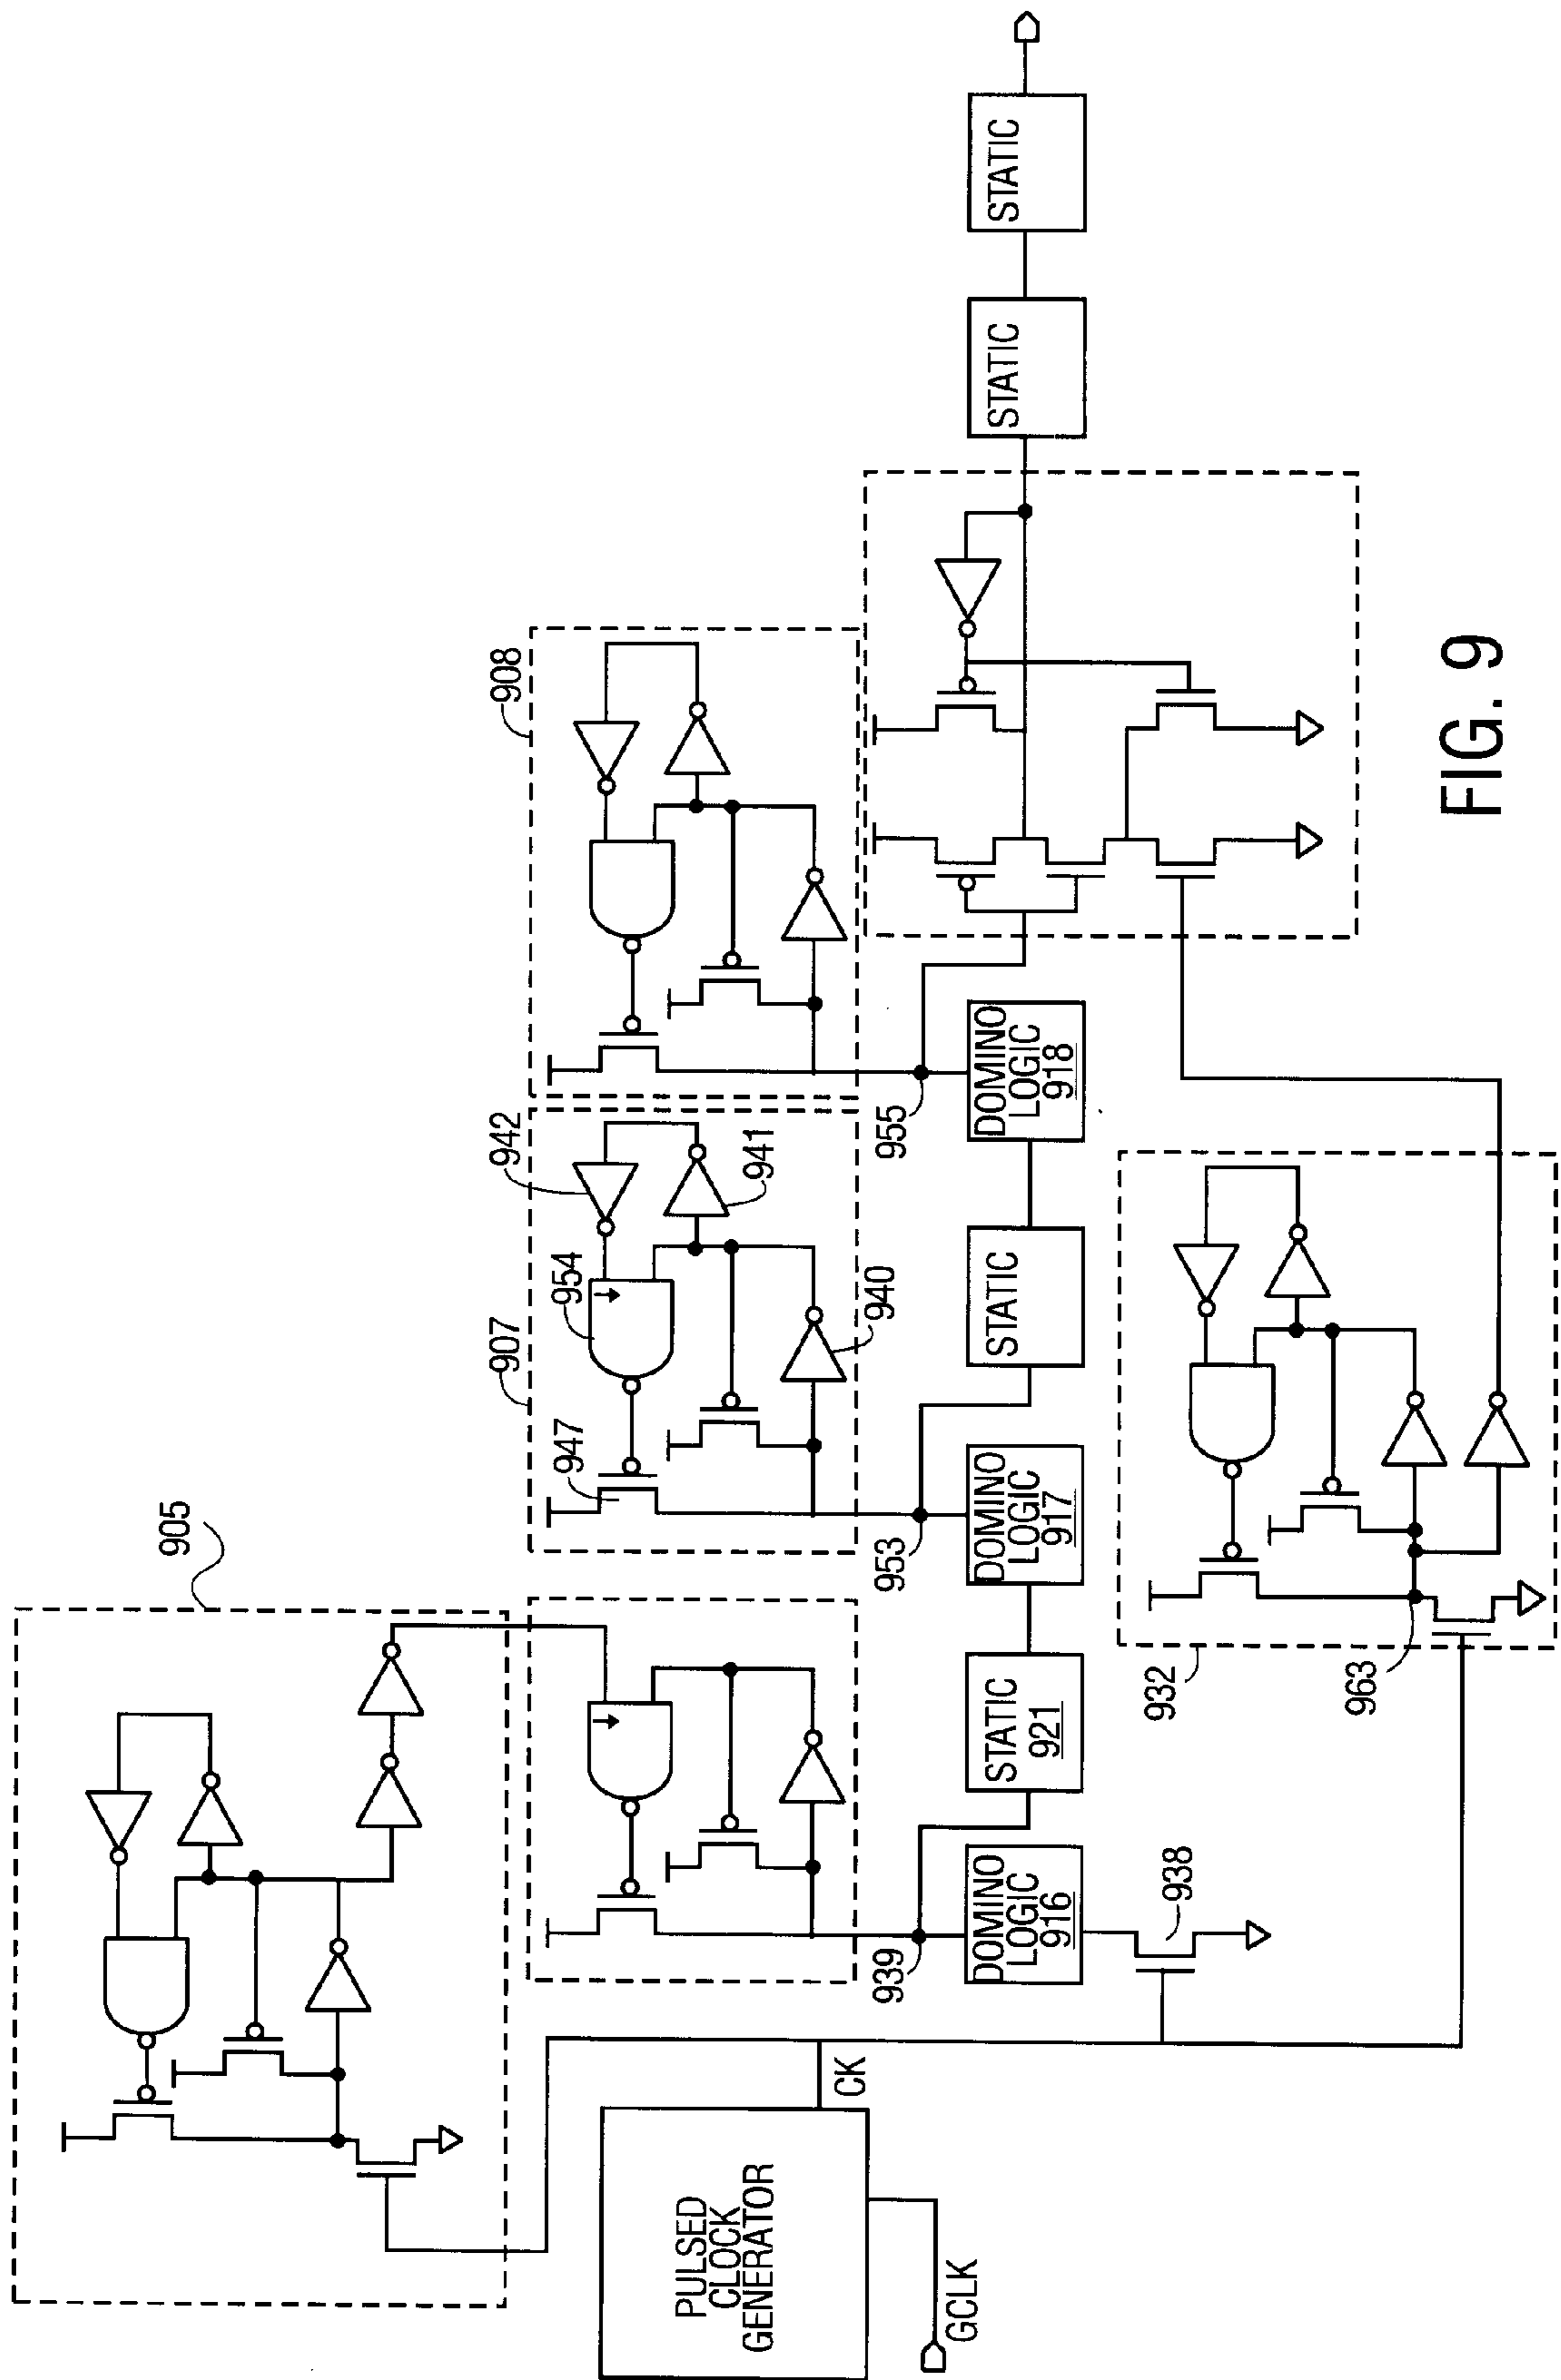 905
907
908
942
954
941
947
940
953
955
939
DOMINO
LOGIC
916
STATIC
921
DOMINO
LOGIC
917
STATIC
DOMINO
LOGIC
918
STATIC
STATIC
938
932
963
PULSED
CLOCK
GENERATOR
CK
GCLK
FIG. 9